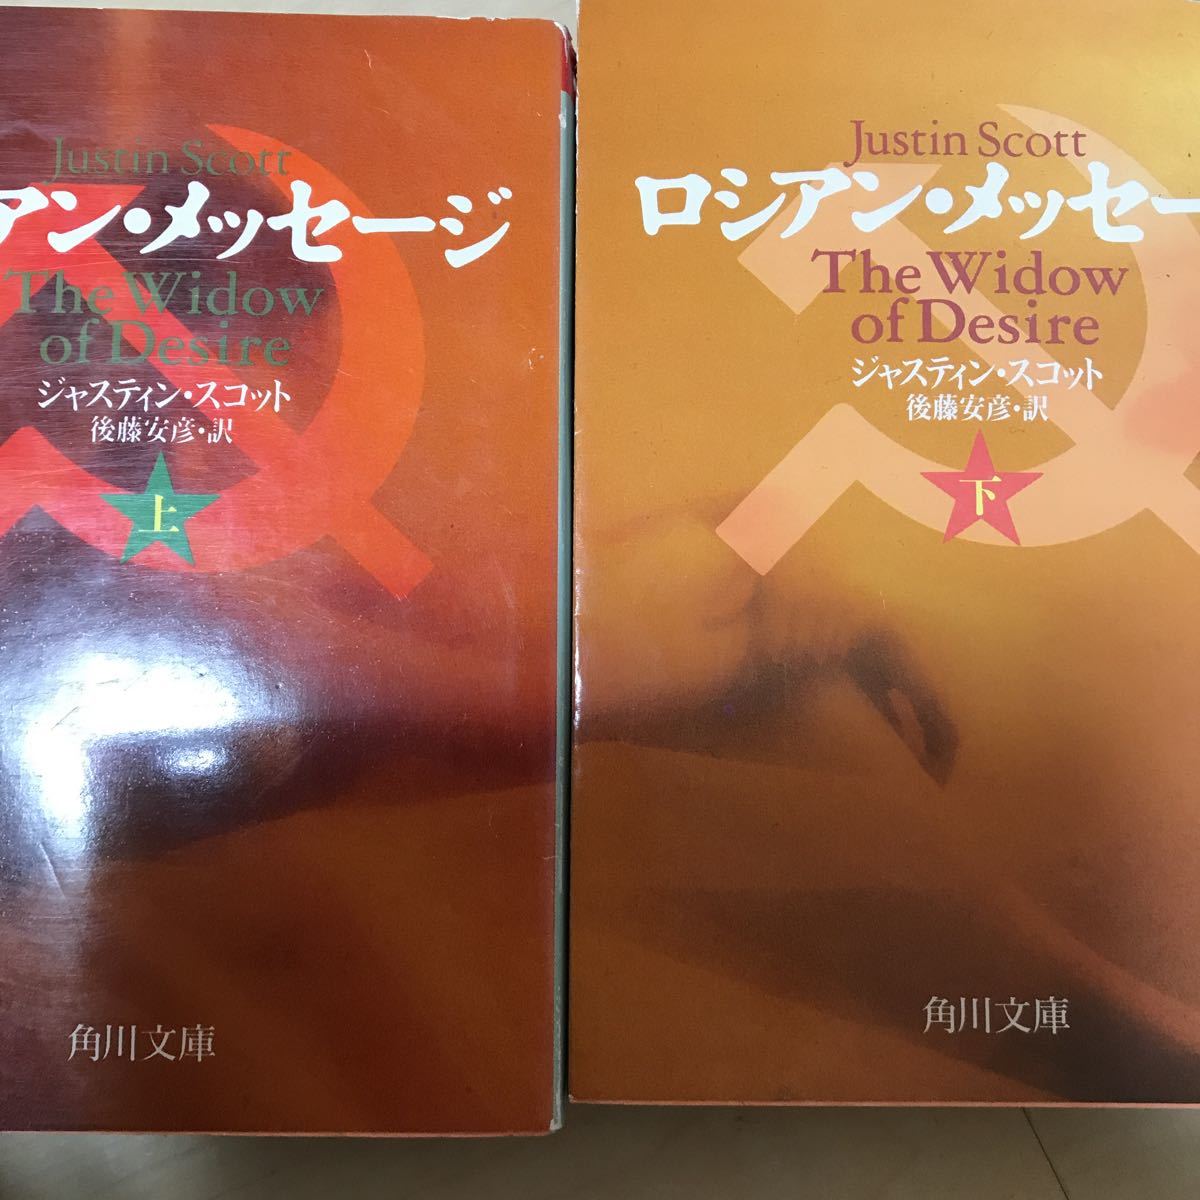 Justin Scott
アン・メッセージ
The Widow
of Desire
ジャスティン・スコット
後藤安彦・訳
上
角川文庫
Justin Scott
ロシアン・メッセー
The Widow
of Desire
ジャスティン・スコット
後藤安彦・訳
下
角川文庫